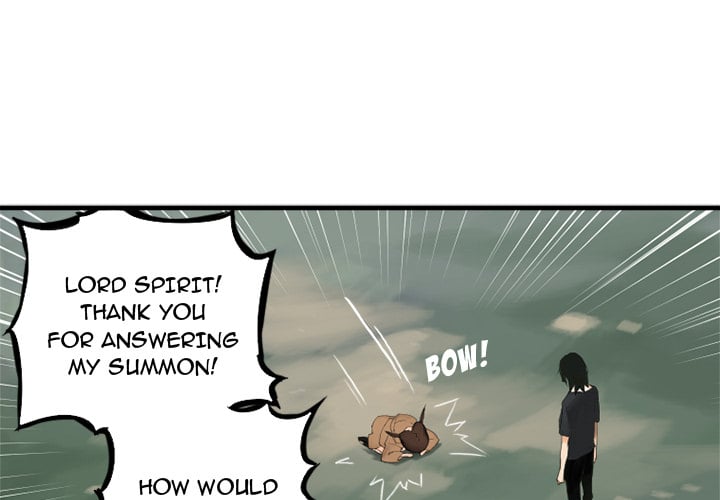 LORD SPIRIT!
THANK YOU
FOR ANSWERING
MY SUMMON!
BOW!
HOW WOULD